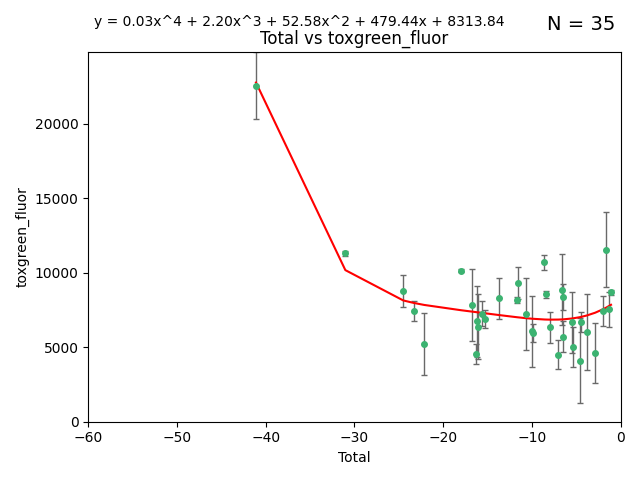 y = 0.03x^4 + 2.20x^3 + 52.58x^2 + 479.44x + 8313.84
N = 35
Total vs toxgreen_fluor
toxgreen_fluor
20000
15000
10000
5000
0
−60
−50
−40
−30
−20
−10
0
Total